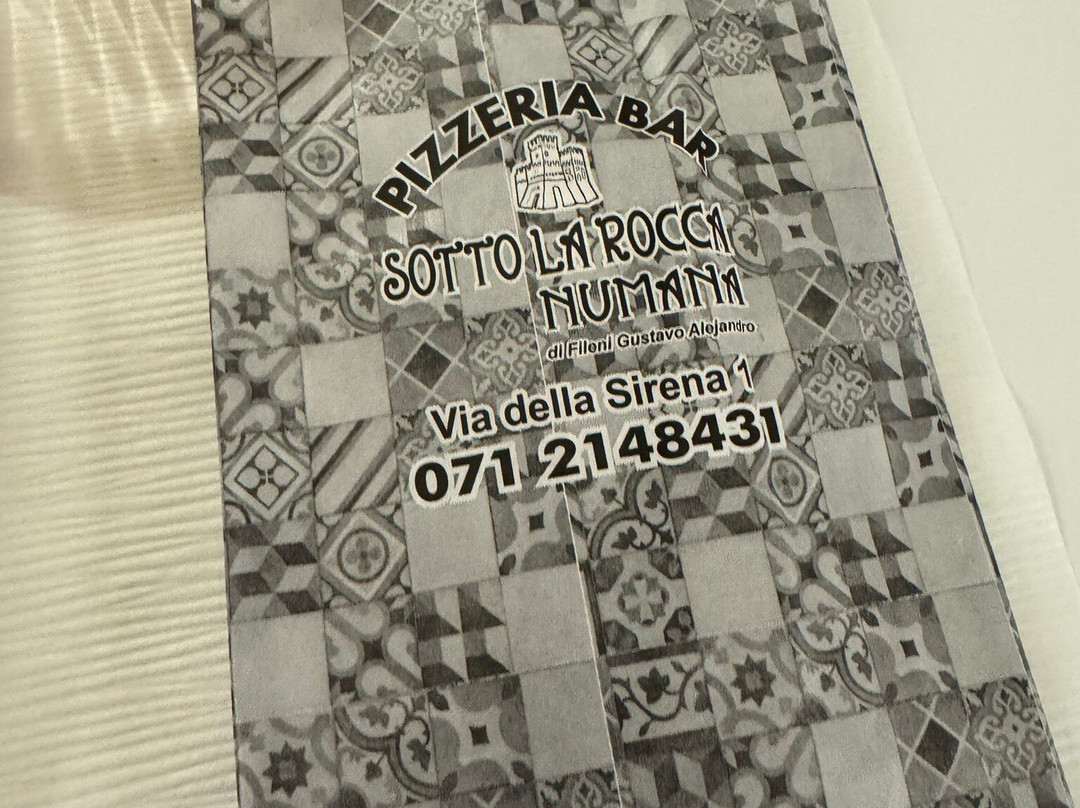 PIZZERIA BAR
SOTTO LA ROCCA
NUMANA
di Fileni Gustavo Alejandro
Via della Sirena 1
071 2148431